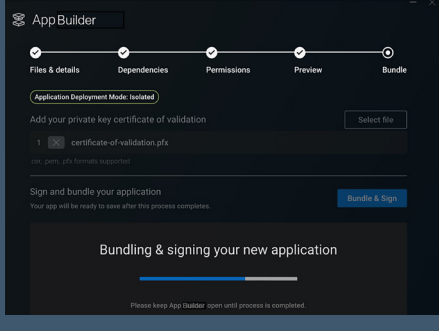 App Builder
Files & details Dependencies Permissions Preview Bundle
Application Deployment Mode: Isolated
Add your private key certificate of validation Select file
1 certificate-of-validation.pfx
.cer, .pem, .pfx formats supported
Sign and bundle your application
Your app will be ready to save after this process completes.
Bundle & Sign
Bundling & signing your new application
Please keep App Builder open until process is completed.